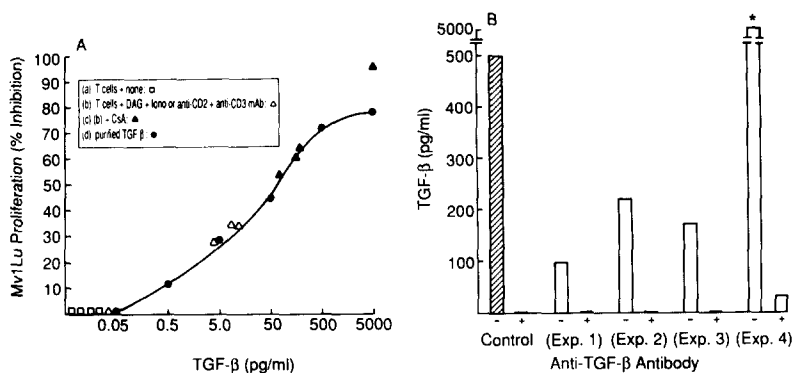 A
Mv1Lu Proliferation (% Inhibition)
100
90
80
70
60
50
40
30
20
10
(a) T cells + none: □
(b) T cells + DAG + Iono or anti-CD2 + anti-CD3 mAb: △
(c) (b) + CsA: ▲
(d) purified TGF β: ●
0.05 0.5 5.0 50 500 5000
TGF-β (pg/ml)
B
TGF-β (pg/ml)
5000
500
400
300
200
100
*
- + - + - + - + - +
Control (Exp. 1) (Exp. 2) (Exp. 3) (Exp. 4)
Anti-TGF-β Antibody